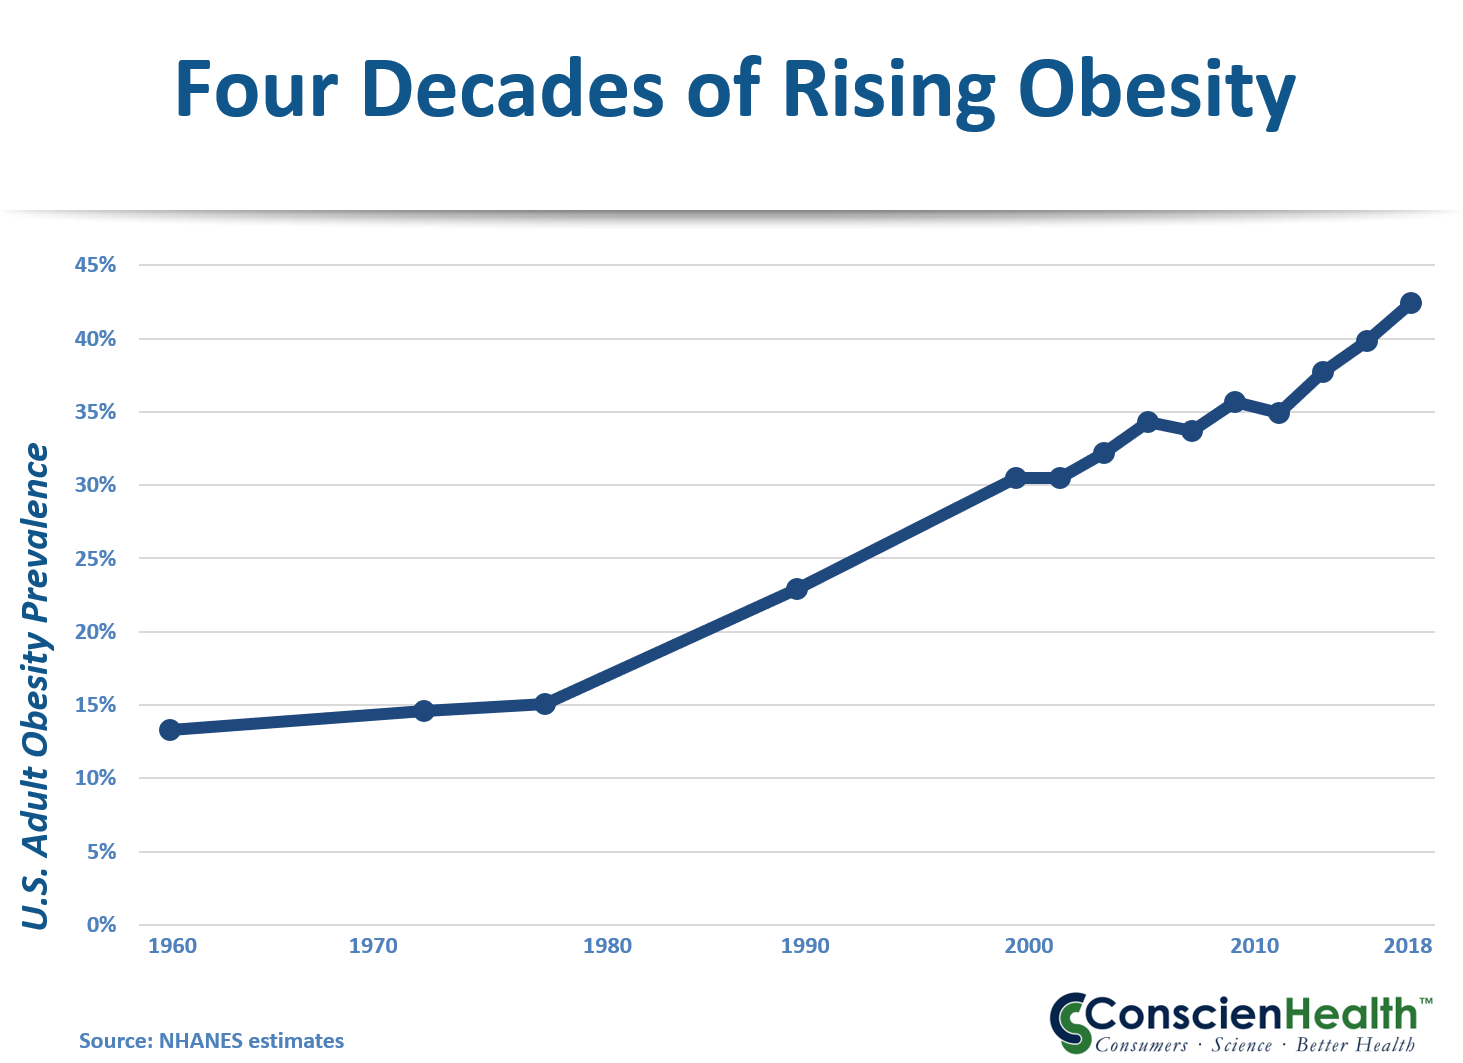 Four Decades of Rising Obesity
45%
40%
35%
30%
25%
20%
15%
10%
5%
0%
U.S. Adult Obesity Prevalence
1960 1970 1980 1990 2000 2010 2018
Source: NHANES estimates
ConscienHealth™
Consumers · Science · Better Health